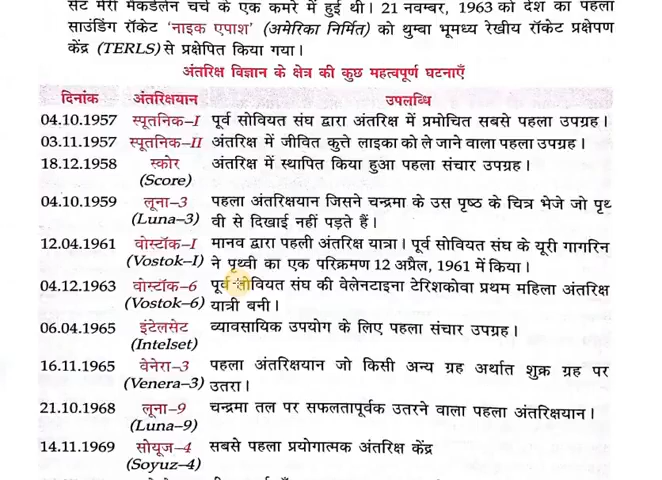 सेंट मेरी मैकडेलेन चर्च के एक कमरे में हुई थी। 21 नवम्बर, 1963 को देश का पहला
साउंडिंग रॉकेट 'नाइक एपाश' (अमेरिका निर्मित) को थुम्बा भूमध्य रेखीय रॉकेट प्रक्षेपण
केंद्र (TERLS) से प्रक्षेपित किया गया।
अंतरिक्ष विज्ञान के क्षेत्र की कुछ महत्वपूर्ण घटनाएँ
दिनांक अंतरिक्षयान उपलब्धि
04.10.1957 स्पूतनिक–I पूर्व सोवियत संघ द्वारा अंतरिक्ष में प्रमोचित सबसे पहला उपग्रह।
03.11.1957 स्पूतनिक–II अंतरिक्ष में जीवित कुत्ते लाइका को ले जाने वाला पहला उपग्रह।
18.12.1958 स्कोर अंतरिक्ष में स्थापित किया हुआ पहला संचार उपग्रह।
(Score)
04.10.1959 लूना–3 पहला अंतरिक्षयान जिसने चन्द्रमा के उस पृष्ठ के चित्र भेजे जो पृथ्
(Luna–3) वी से दिखाई नहीं पड़ते हैं।
12.04.1961 वोस्टॉक–I मानव द्वारा पहली अंतरिक्ष यात्रा। पूर्व सोवियत संघ के यूरी गागरिन
(Vostok–I) ने पृथ्वी का एक परिक्रमण 12 अप्रैल, 1961 में किया।
04.12.1963 वोस्टॉक–6 पूर्व सोवियत संघ की वेलेनटाइना टेरिशकोवा प्रथम महिला अंतरिक्ष
(Vostok–6) यात्री बनी।
06.04.1965 इंटेलसेट व्यावसायिक उपयोग के लिए पहला संचार उपग्रह।
(Intelset)
16.11.1965 वेनेरा–3 पहला अंतरिक्षयान जो किसी अन्य ग्रह अर्थात शुक्र ग्रह पर
(Venera–3) उतरा।
21.10.1968 लूना–9 चन्द्रमा तल पर सफलतापूर्वक उतरने वाला पहला अंतरिक्षयान।
(Luna–9)
14.11.1969 सोयूज–4 सबसे पहला प्रयोगात्मक अंतरिक्ष केंद्र
(Soyuz–4)